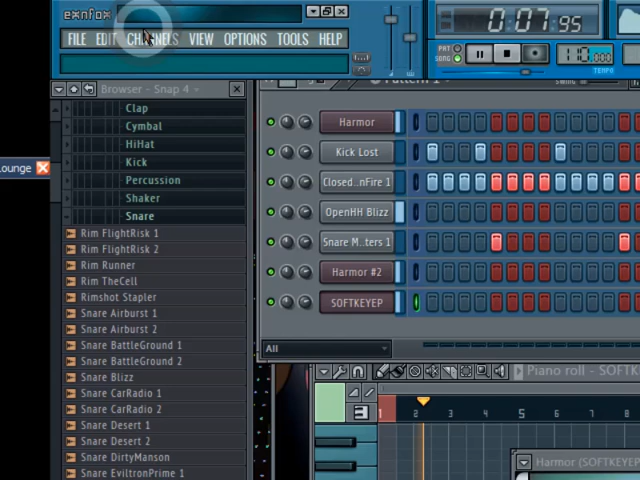 exnfox
FILE EDIT CHANNELS VIEW OPTIONS TOOLS HELP
0:07:95
PAT
SONG
110.000
TEMPO
Browser - Snap 4
Clap
Cymbal
HiHat
Kick
Percussion
Shaker
Snare
Rim FlightRisk 1
Rim FlightRisk 2
Rim Runner
Rim TheCell
Rimshot Stapler
Snare Airburst 1
Snare Airburst 2
Snare BattleGround 1
Snare BattleGround 2
Snare Blizz
Snare CarRadio 1
Snare CarRadio 2
Snare Desert 1
Snare Desert 2
Snare DirtyManson
Snare EviltronPrime 1
ounge
Harmor
Kick Lost
Closed..nFire 1
OpenHH Blizz
Snare M..ters 1
Harmor #2
SOFTKEYEP
All
Piano roll - SOFTKE
1 2 3 4 5 6 7 8
Harmor (SOFTKEYEP